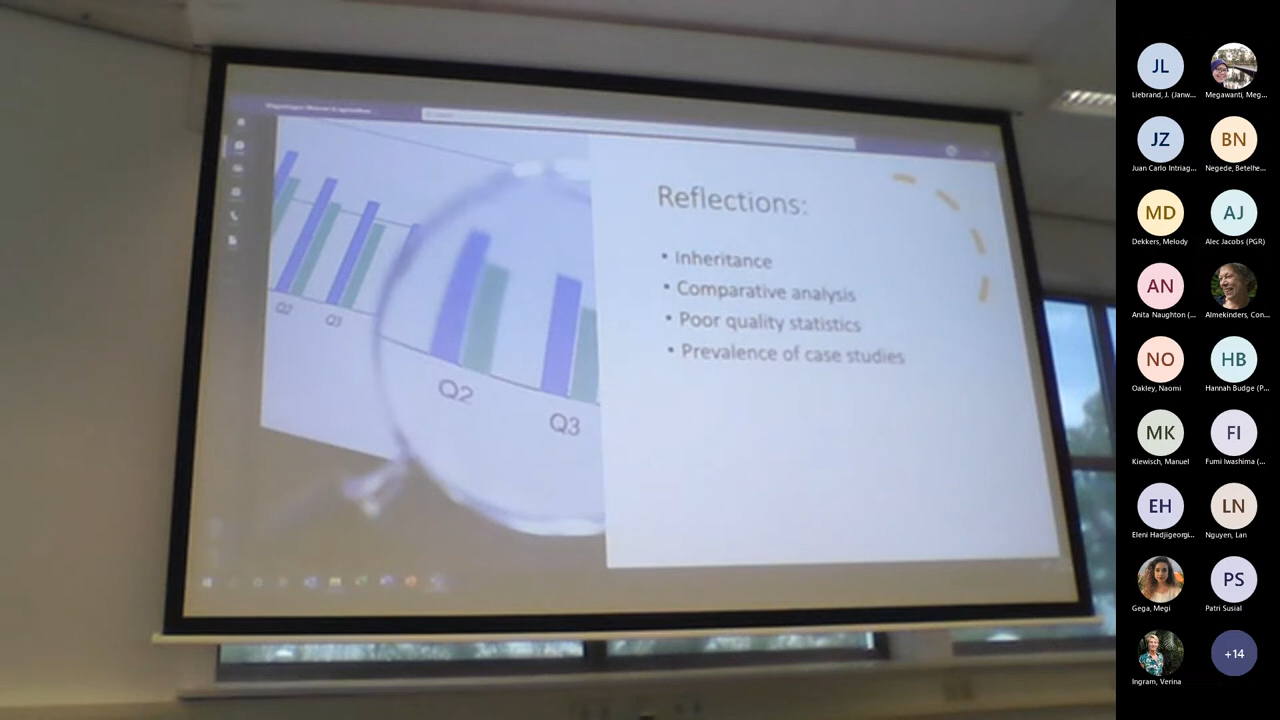 Reflections:
• Inheritance
• Comparative analysis
• Poor quality statistics
• Prevalence of case studies
Q2
Q3
Q2
Q3
JL
Liebrand, J. (Janw...
Megawanti, Meg...
JZ
Juan Carlo Intriag...
BN
Negede, Betelhe...
MD
Dekkers, Melody
AJ
Alec Jacobs (PGR)
AN
Anita Naughton (...
Almekinders, Con...
NO
Oakley, Naomi
HB
Hannah Budge (P...
MK
Kiewisch, Manuel
FI
Fumi Iwashima (...
EH
Eleni Hadjigeorgi...
LN
Nguyen, Lan
Gega, Megi
PS
Patri Susial
Ingram, Verina
+14